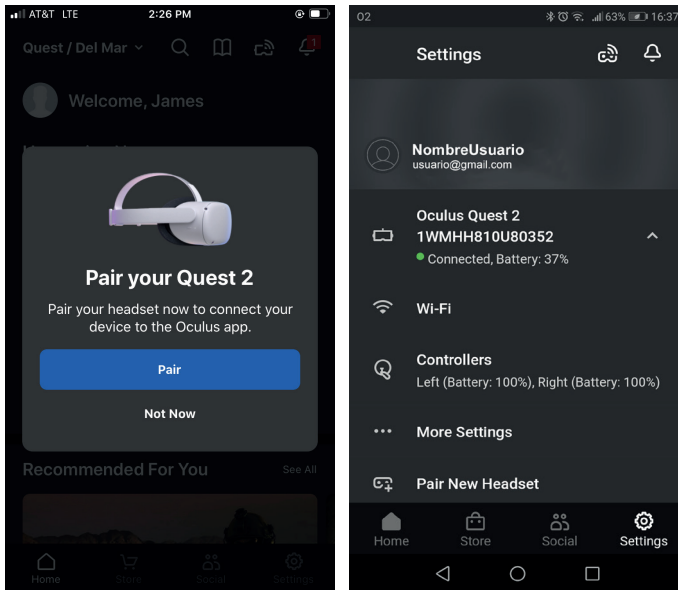 AT&T LTE 2:26 PM
Quest / Del Mar
1
Welcome, James
Pair your Quest 2
Pair your headset now to connect your
device to the Oculus app.
Pair
Not Now
Recommended For You See All
Home Store Social Settings
O2 63% 16:37
Settings
NombreUsuario
usuario@gmail.com
Oculus Quest 2
1WMHH810U80352
Connected, Battery: 37%
Wi-Fi
Controllers
Left (Battery: 100%), Right (Battery: 100%)
More Settings
Pair New Headset
Home Store Social Settings